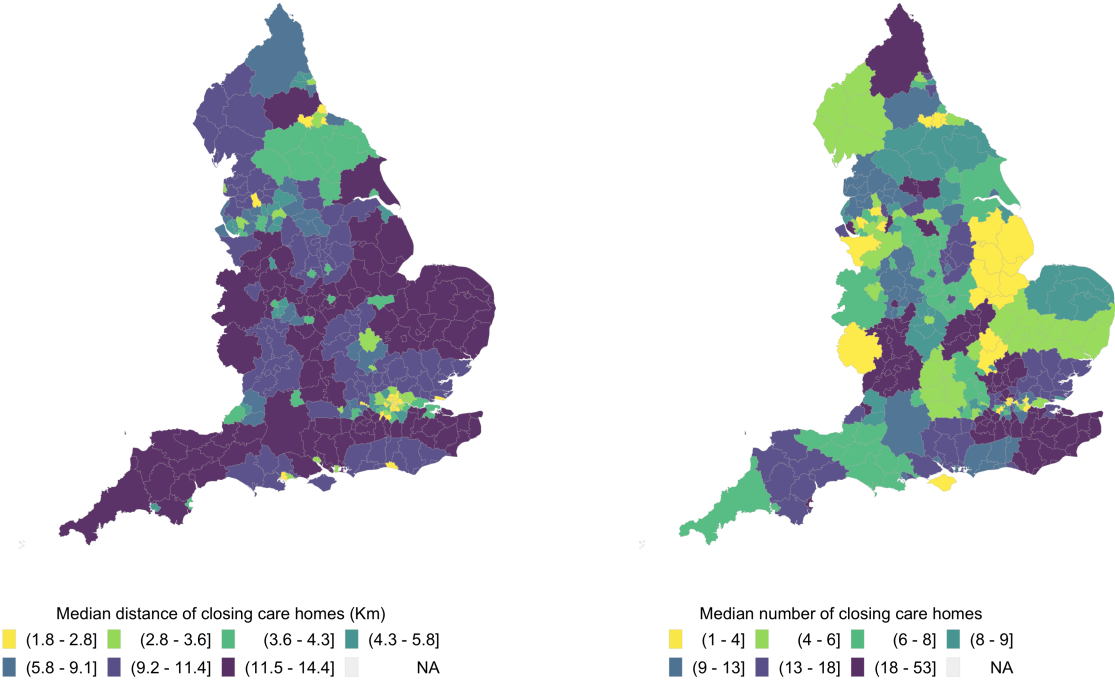 Median distance of closing care homes (Km)
(1.8 - 2.8] (2.8 - 3.6] (3.6 - 4.3] (4.3 - 5.8]
(5.8 - 9.1] (9.2 - 11.4] (11.5 - 14.4] NA
Median number of closing care homes
(1 - 4] (4 - 6] (6 - 8] (8 - 9]
(9 - 13] (13 - 18] (18 - 53] NA